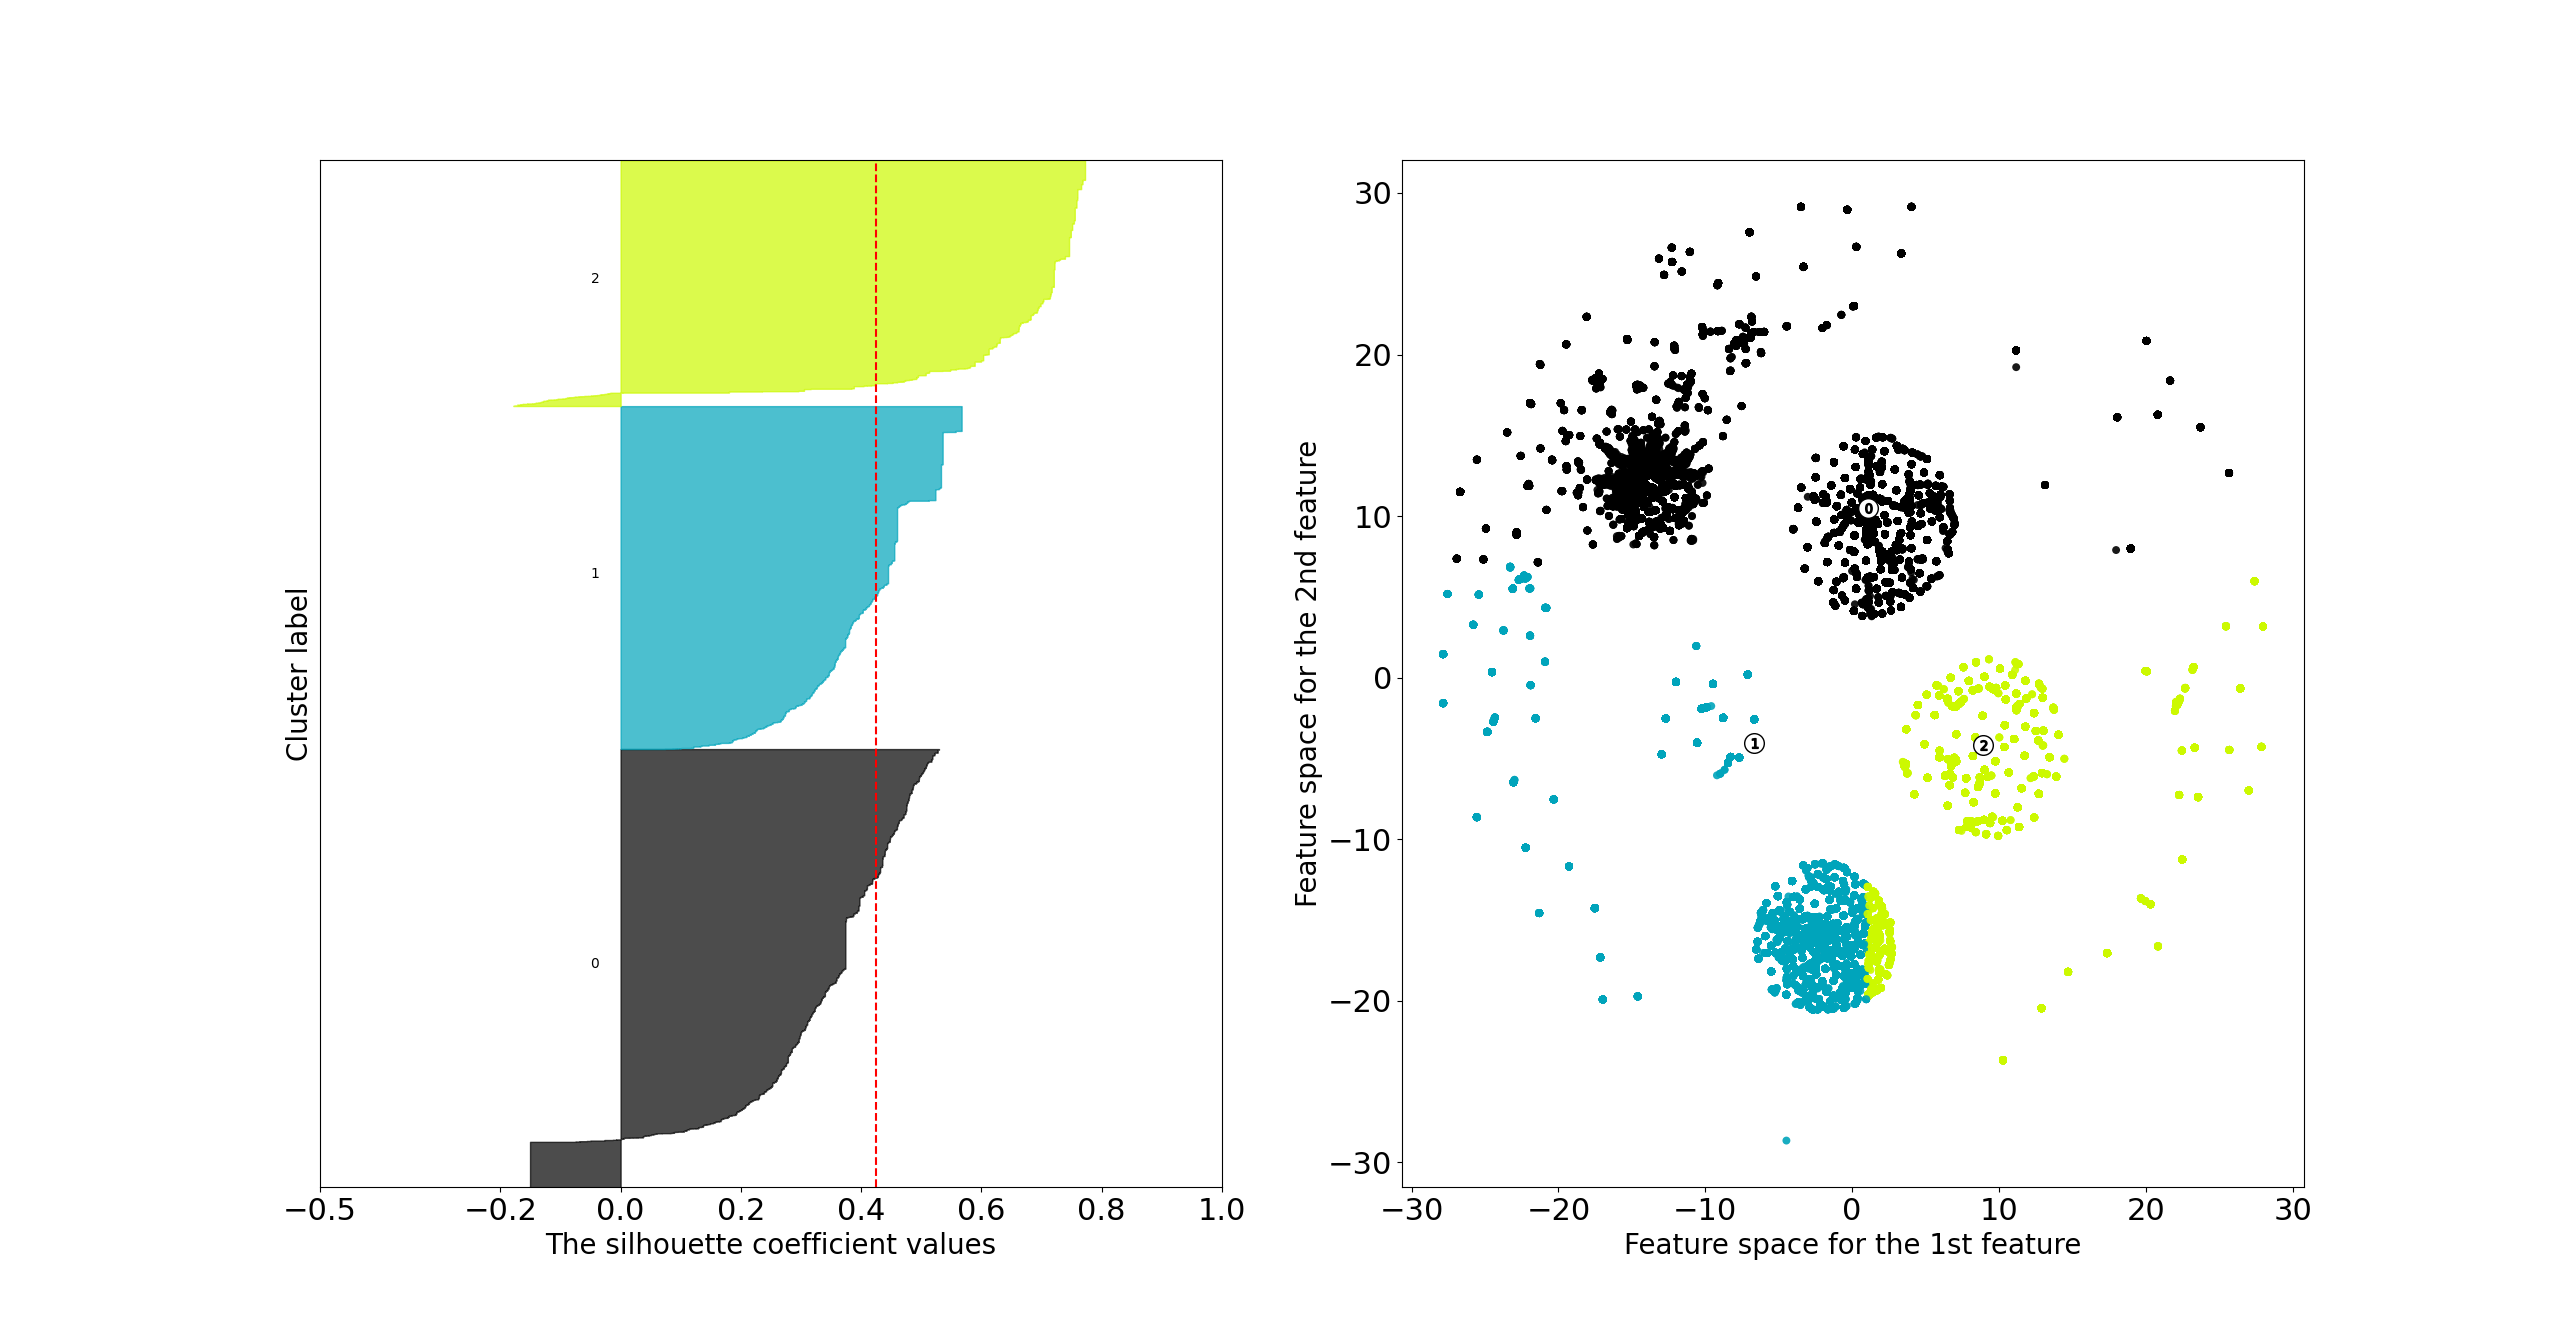 2
1
0
Cluster label
−0.5 −0.2 0.0 0.2 0.4 0.6 0.8 1.0
The silhouette coefficient values
30
20
10
0
−10
−20
−30
Feature space for the 2nd feature
0
1
2
−30 −20 −10 0 10 20 30
Feature space for the 1st feature